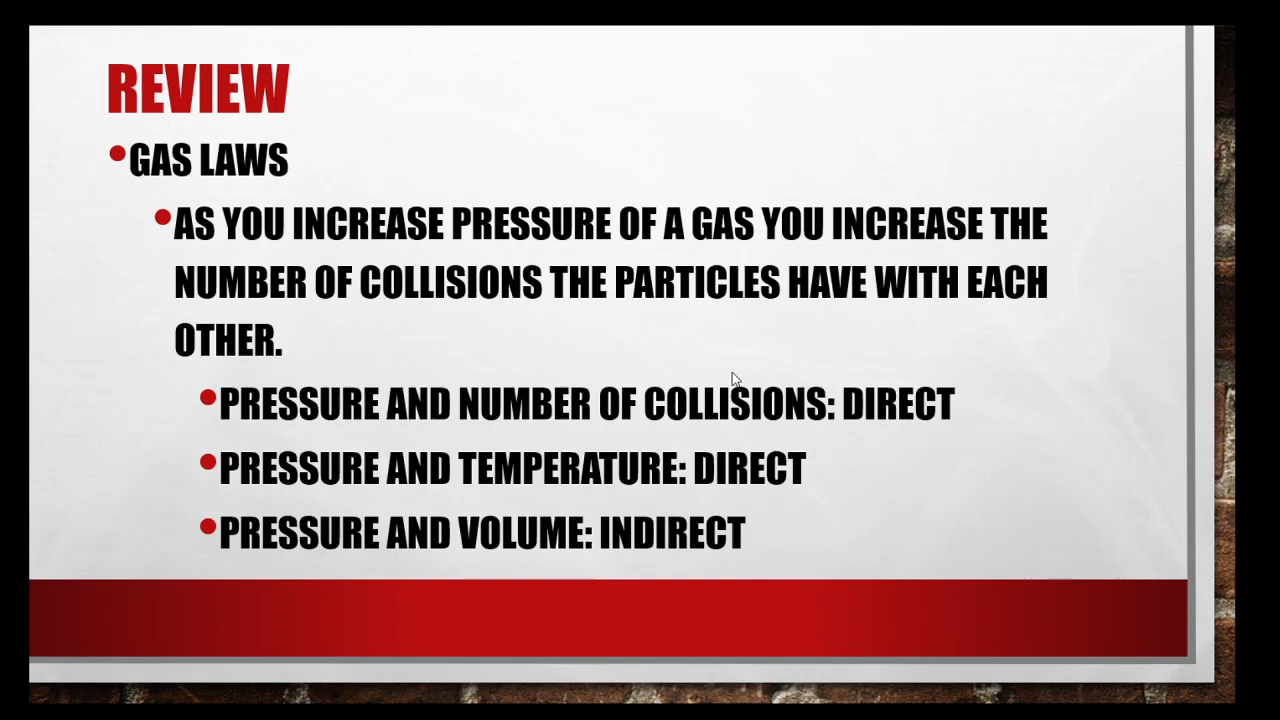 REVIEW
•GAS LAWS
•AS YOU INCREASE PRESSURE OF A GAS YOU INCREASE THE
NUMBER OF COLLISIONS THE PARTICLES HAVE WITH EACH
OTHER.
•PRESSURE AND NUMBER OF COLLISIONS: DIRECT
•PRESSURE AND TEMPERATURE: DIRECT
•PRESSURE AND VOLUME: INDIRECT